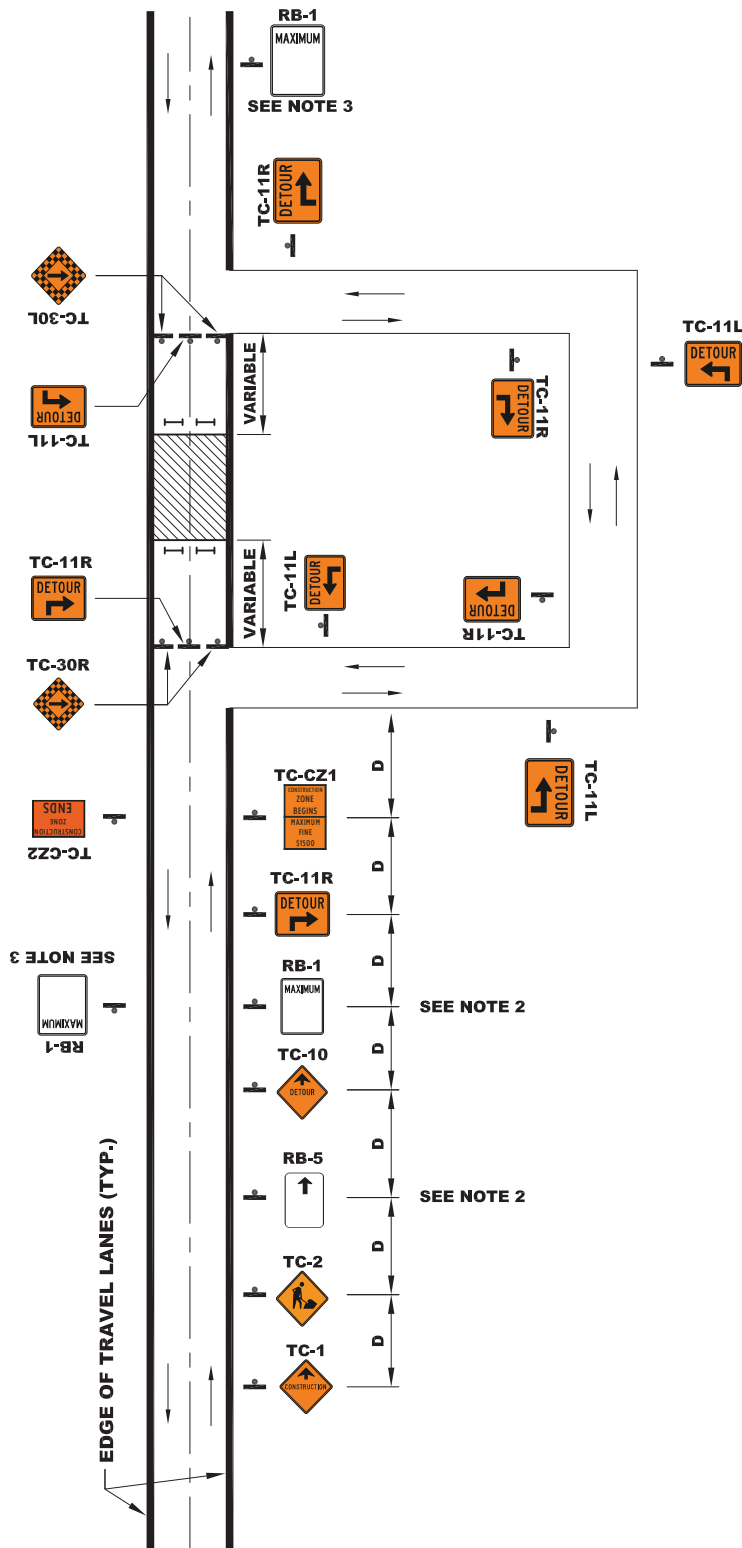 RB-1
MAXIMUM
SEE NOTE 3
TC-11R
DETOUR
TC-30L
TC-11L
DETOUR
TC-11L
DETOUR
VARIABLE
TC-11R
DETOUR
TC-11R
DETOUR
VARIABLE
TC-11L
DETOUR
TC-11R
DETOUR
TC-30R
TC-11L
DETOUR
D
TC-CZ1
CONSTRUCTION
ZONE
BEGINS
MAXIMUM
FINE
$1500
TC-CZ2
CONSTRUCTION
ZONE
ENDS
D
TC-11R
DETOUR
D
SEE NOTE 3
RB-1
MAXIMUM
RB-1
MAXIMUM
SEE NOTE 2
D
TC-10
DETOUR
D
RB-5
SEE NOTE 2
D
TC-2
D
TC-1
CONSTRUCTION
EDGE OF TRAVEL LANES (TYP.)